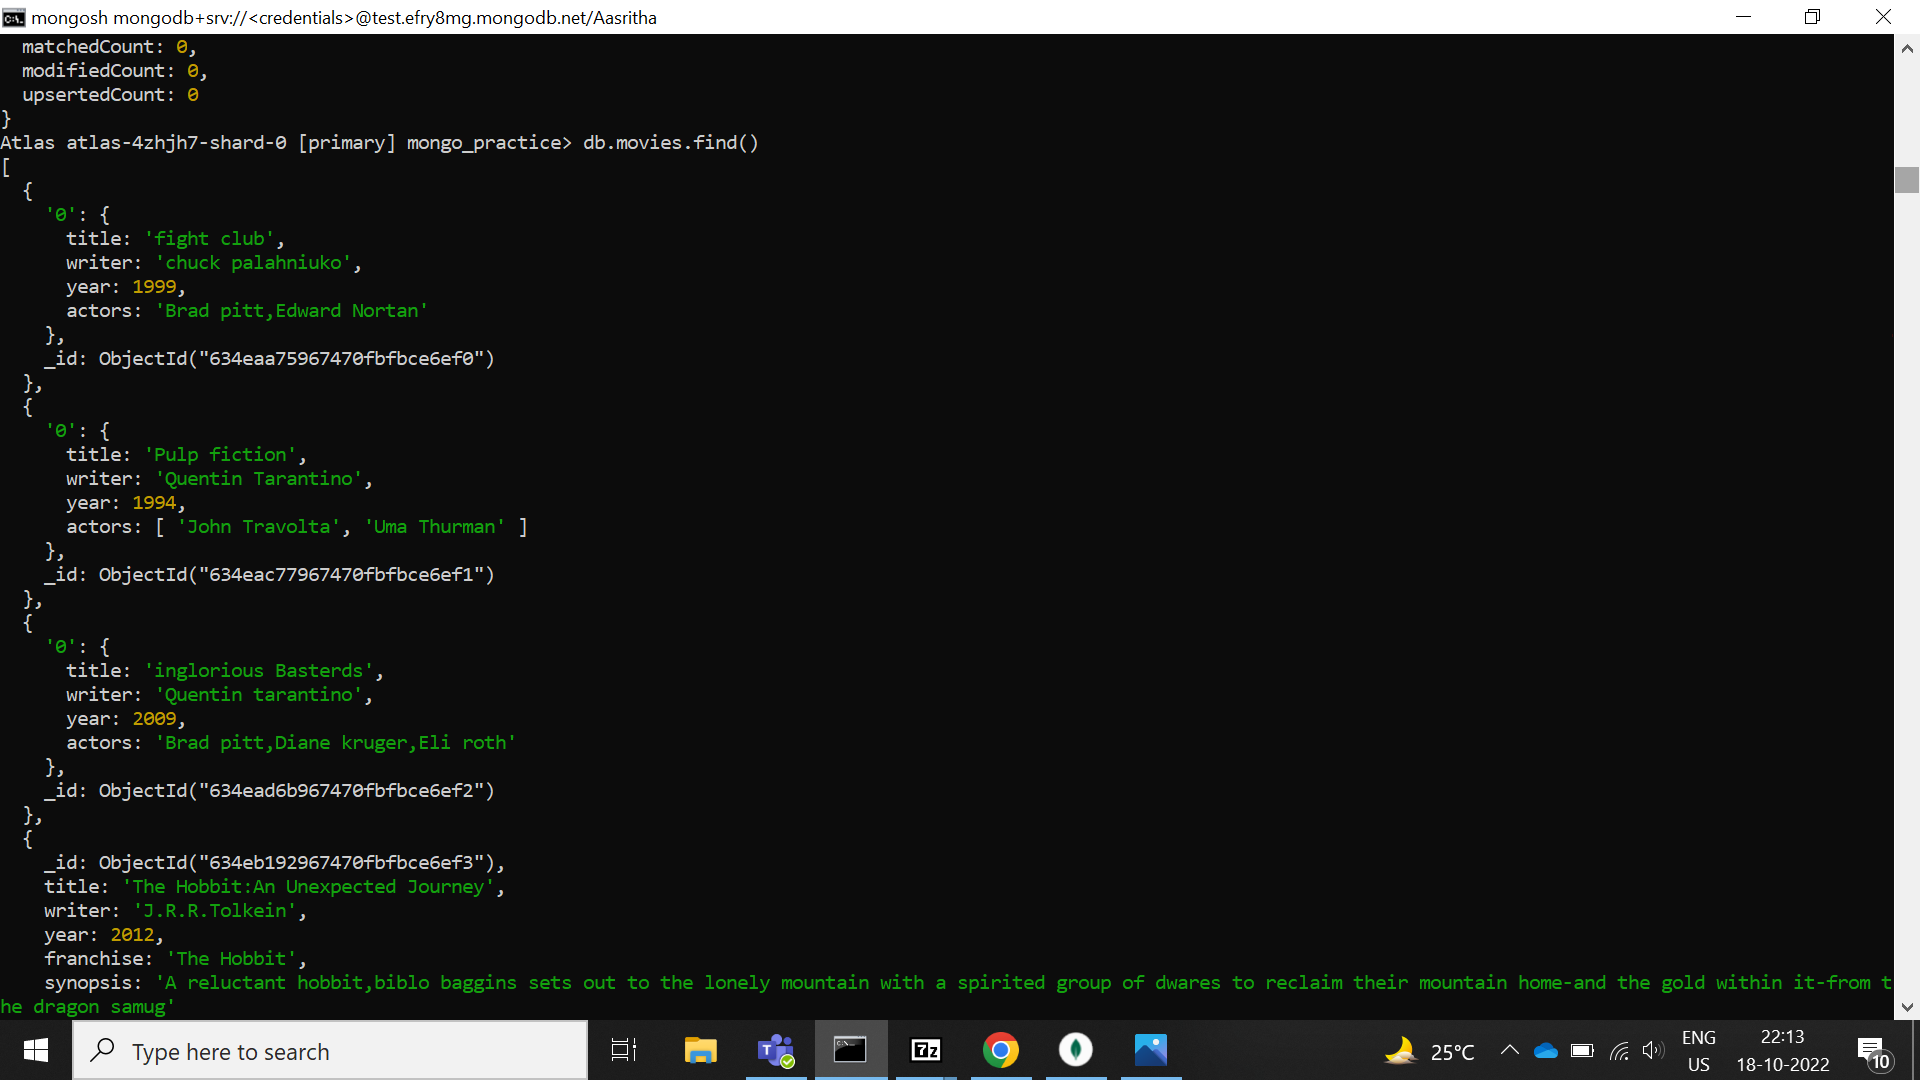 mongosh mongodb+srv://<credentials>@test.efry8mg.mongodb.net/Aasritha
matchedCount: 0,
modifiedCount: 0,
upsertedCount: 0
}
Atlas atlas-4zhjh7-shard-0 [primary] mongo_practice> db.movies.find()
[
{
'0': {
title: 'fight club',
writer: 'chuck palahniuko',
year: 1999,
actors: 'Brad pitt,Edward Nortan'
},
_id: ObjectId("634eaa75967470fbfbce6ef0")
},
{
'0': {
title: 'Pulp fiction',
writer: 'Quentin Tarantino',
year: 1994,
actors: [ 'John Travolta', 'Uma Thurman' ]
},
_id: ObjectId("634eac77967470fbfbce6ef1")
},
{
'0': {
title: 'inglorious Basterds',
writer: 'Quentin tarantino',
year: 2009,
actors: 'Brad pitt,Diane kruger,Eli roth'
},
_id: ObjectId("634ead6b967470fbfbce6ef2")
},
{
_id: ObjectId("634eb192967470fbfbce6ef3"),
title: 'The Hobbit:An Unexpected Journey',
writer: 'J.R.R.Tolkein',
year: 2012,
franchise: 'The Hobbit',
synopsis: 'A reluctant hobbit,biblo baggins sets out to the lonely mountain with a spirited group of dwares to reclaim their mountain home-and the gold within it-from t
he dragon samug'
Type here to search
7z
25°C
ENG
US
22:13
18-10-2022
10